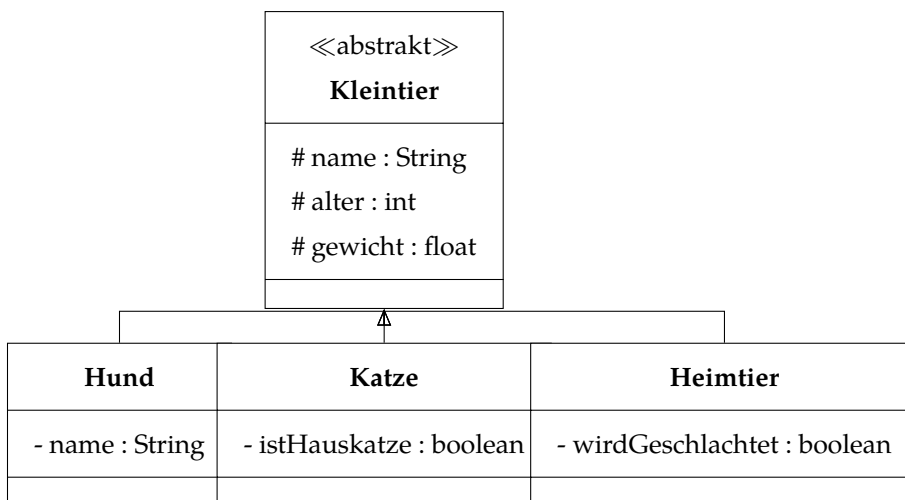 ≪abstrakt≫
Kleintier
# name : String
# alter : int
# gewicht : float
Hund
- name : String
Katze
- istHauskatze : boolean
Heimtier
- wirdGeschlachtet : boolean